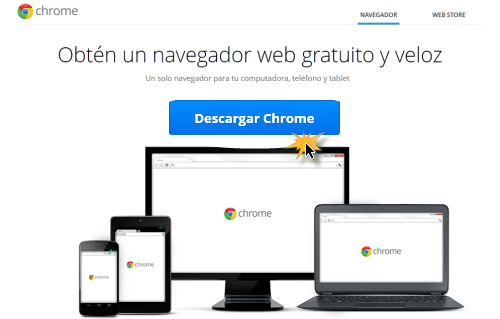 chrome
NAVEGADOR WEB STORE
Obtén un navegador web gratuito y veloz
Un solo navegador para tu computadora, teléfono y tablet
Descargar Chrome
chrome
chrome
chrome
chrome